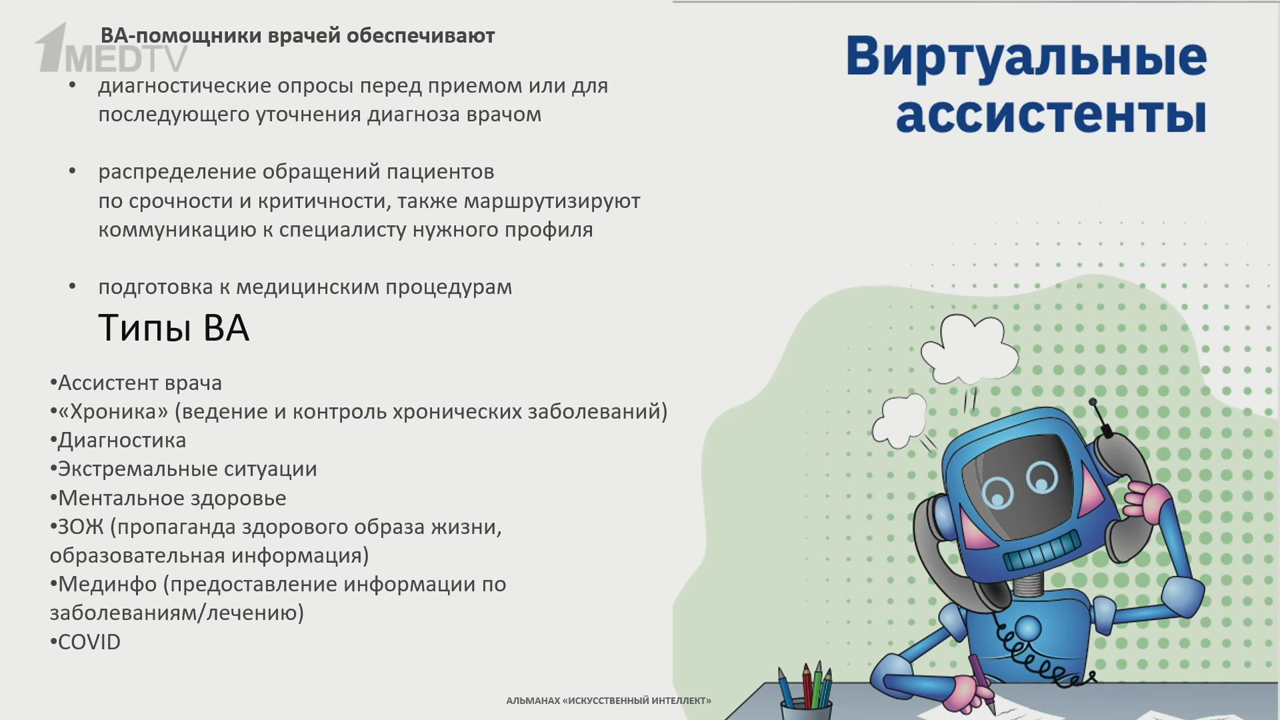 1MEDTV
ВА-помощники врачей обеспечивают
• диагностические опросы перед приемом или для
последующего уточнения диагноза врачом
• распределение обращений пациентов
по срочности и критичности, также маршрутизируют
коммуникацию к специалисту нужного профиля
• подготовка к медицинским процедурам
Типы ВА
•Ассистент врача
•«Хроника» (ведение и контроль хронических заболеваний)
•Диагностика
•Экстремальные ситуации
•Ментальное здоровье
•ЗОЖ (пропаганда здорового образа жизни,
образовательная информация)
•Мединфо (предоставление информации по
заболеваниям/лечению)
•COVID
Виртуальные
ассистенты
АЛЬМАНАХ «ИСКУССТВЕННЫЙ ИНТЕЛЛЕКТ»